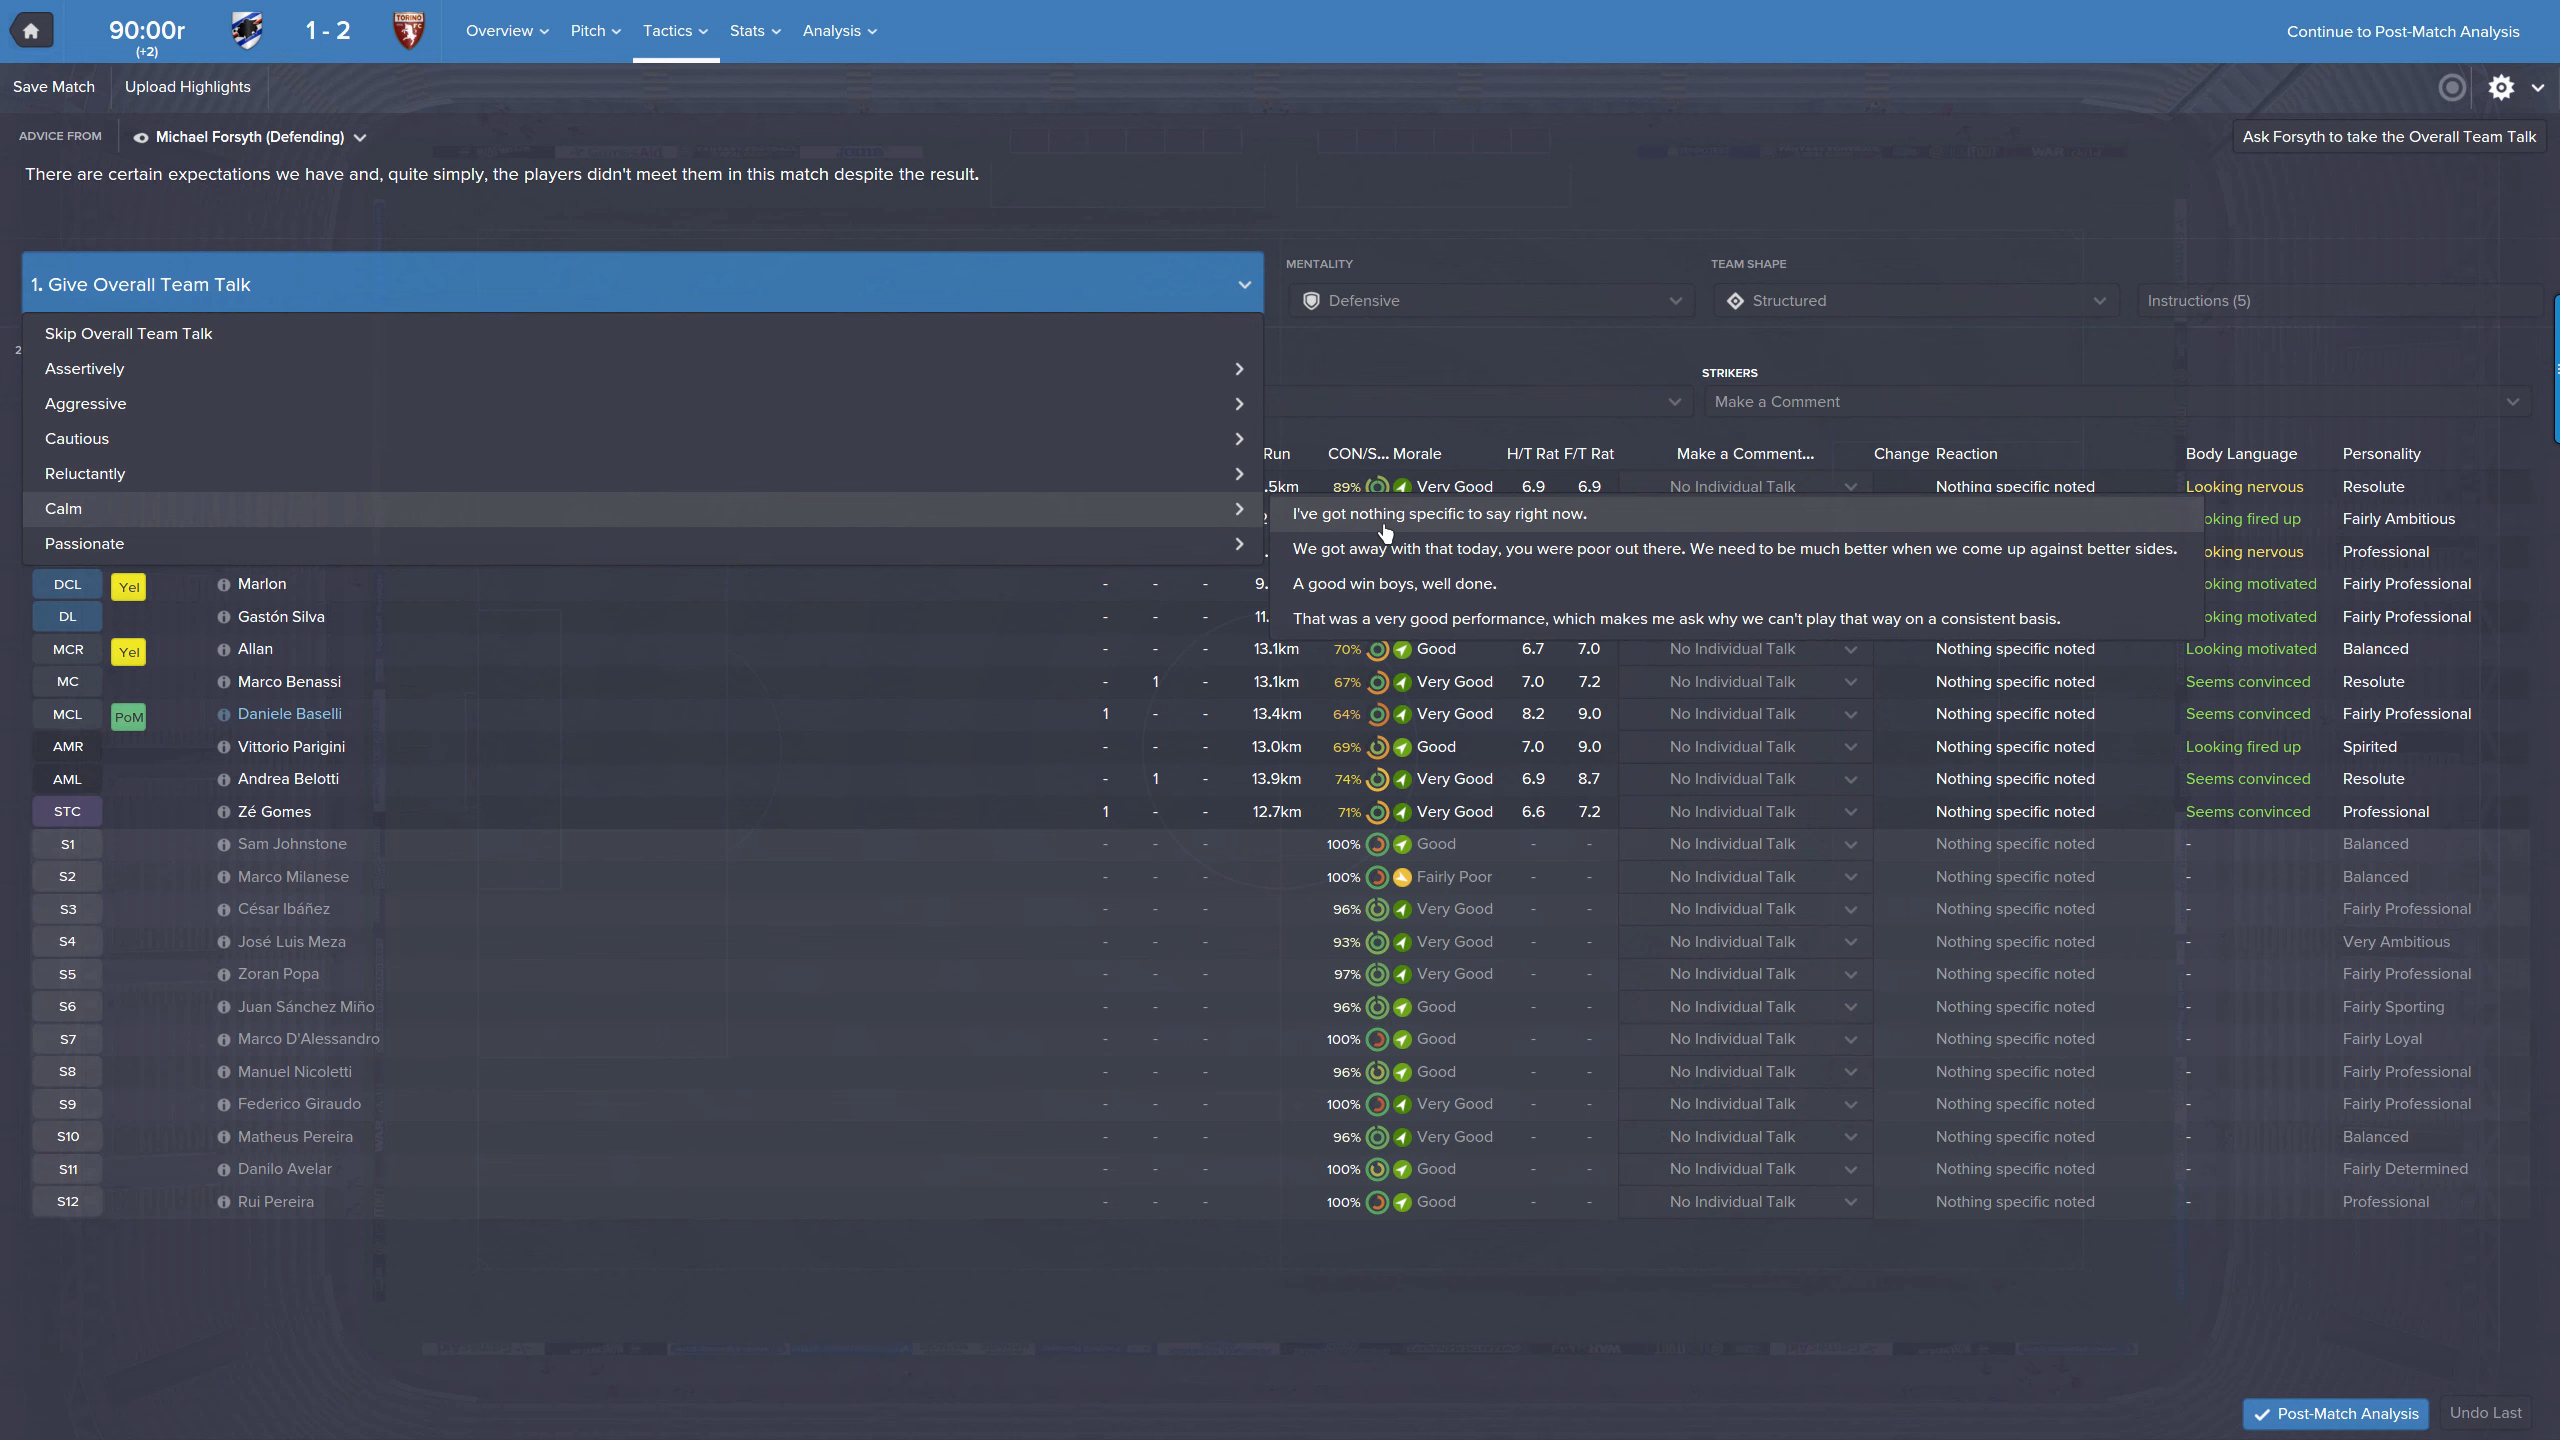 90:00r
(+2)
1 - 2
TORINO FC
Overview
Pitch
Tactics
Stats
Analysis
Continue to Post-Match Analysis
Save Match
Upload Highlights
ADVICE FROM
Michael Forsyth (Defending)
Ask Forsyth to take the Overall Team Talk
There are certain expectations we have and, quite simply, the players didn't meet them in this match despite the result.
1. Give Overall Team Talk
MENTALITY
Defensive
TEAM SHAPE
Structured
Instructions (5)
Skip Overall Team Talk
Assertively
Aggressive
Cautious
Reluctantly
Calm
Passionate
2
STRIKERS
Make a Comment
Run CON/S... Morale H/T Rat F/T Rat Make a Comment... Change Reaction Body Language Personality
.5km 89% Very Good 6.9 6.9 No Individual Talk Nothing specific noted Looking nervous Resolute
I've got nothing specific to say right now.
We got away with that today, you were poor out there. We need to be much better when we come up against better sides.
A good win boys, well done.
That was a very good performance, which makes me ask why we can't play that way on a consistent basis.
oking fired up Fairly Ambitious
oking nervous Professional
DCL Yel Marlon - - - 9. oking motivated Fairly Professional
DL Gastón Silva - - - 11. oking motivated Fairly Professional
MCR Yel Allan - - - 13.1km 70% Good 6.7 7.0 No Individual Talk Nothing specific noted Looking motivated Balanced
MC Marco Benassi - 1 - 13.1km 67% Very Good 7.0 7.2 No Individual Talk Nothing specific noted Seems convinced Resolute
MCL PoM Daniele Baselli 1 - - 13.4km 64% Very Good 8.2 9.0 No Individual Talk Nothing specific noted Seems convinced Fairly Professional
AMR Vittorio Parigini - - - 13.0km 69% Good 7.0 9.0 No Individual Talk Nothing specific noted Looking fired up Spirited
AML Andrea Belotti - 1 - 13.9km 74% Very Good 6.9 8.7 No Individual Talk Nothing specific noted Seems convinced Resolute
STC Zé Gomes 1 - - 12.7km 71% Very Good 6.6 7.2 No Individual Talk Nothing specific noted Seems convinced Professional
S1 Sam Johnstone - - - 100% Good - - No Individual Talk Nothing specific noted - Balanced
S2 Marco Milanese - - - 100% Fairly Poor - - No Individual Talk Nothing specific noted - Balanced
S3 César Ibáñez - - - 96% Very Good - - No Individual Talk Nothing specific noted - Fairly Professional
S4 José Luis Meza - - - 93% Very Good - - No Individual Talk Nothing specific noted - Very Ambitious
S5 Zoran Popa - - - 97% Very Good - - No Individual Talk Nothing specific noted - Fairly Professional
S6 Juan Sánchez Miño - - - 96% Good - - No Individual Talk Nothing specific noted - Fairly Sporting
S7 Marco D'Alessandro - - - 100% Good - - No Individual Talk Nothing specific noted - Fairly Loyal
S8 Manuel Nicoletti - - - 96% Good - - No Individual Talk Nothing specific noted - Fairly Professional
S9 Federico Giraudo - - - 100% Very Good - - No Individual Talk Nothing specific noted - Fairly Professional
S10 Matheus Pereira - - - 96% Very Good - - No Individual Talk Nothing specific noted - Balanced
S11 Danilo Avelar - - - 100% Good - - No Individual Talk Nothing specific noted - Fairly Determined
S12 Rui Pereira - - - 100% Good - - No Individual Talk Nothing specific noted - Professional
Post-Match Analysis
Undo Last